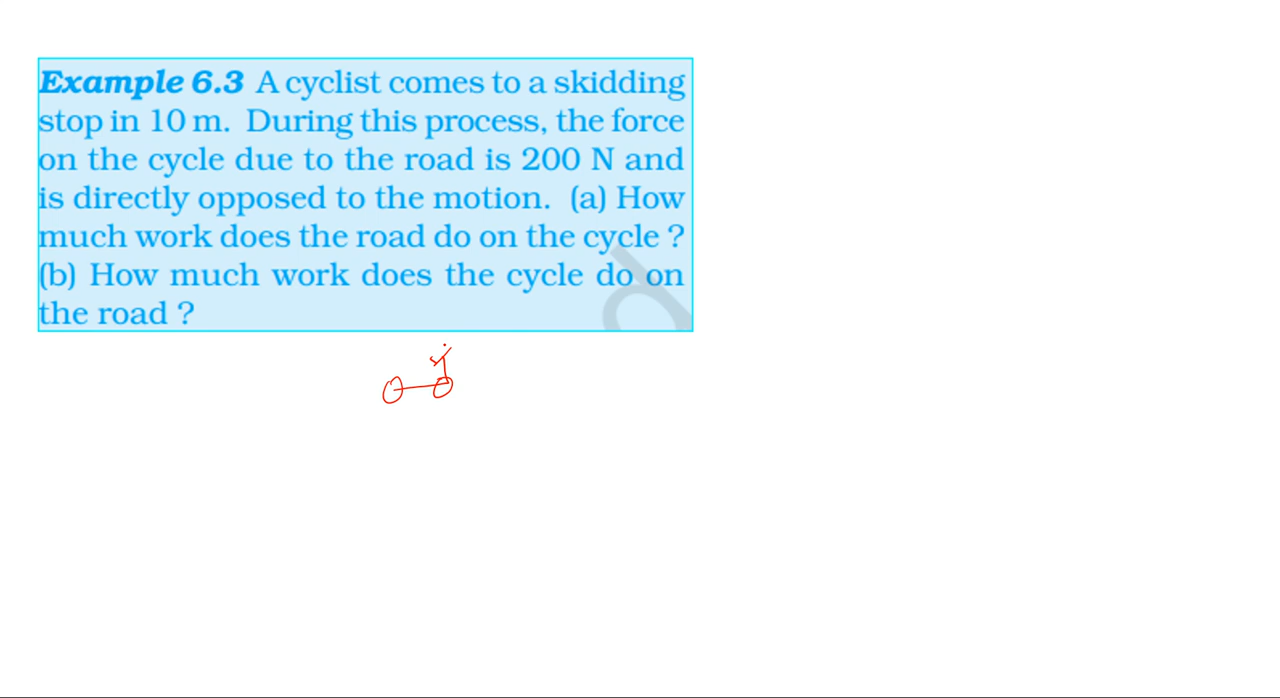 Example 6.3 A cyclist comes to a skidding
stop in 10 m. During this process, the force
on the cycle due to the road is 200 N and
is directly opposed to the motion. (a) How
much work does the road do on the cycle ?
(b) How much work does the cycle do on
the road ?